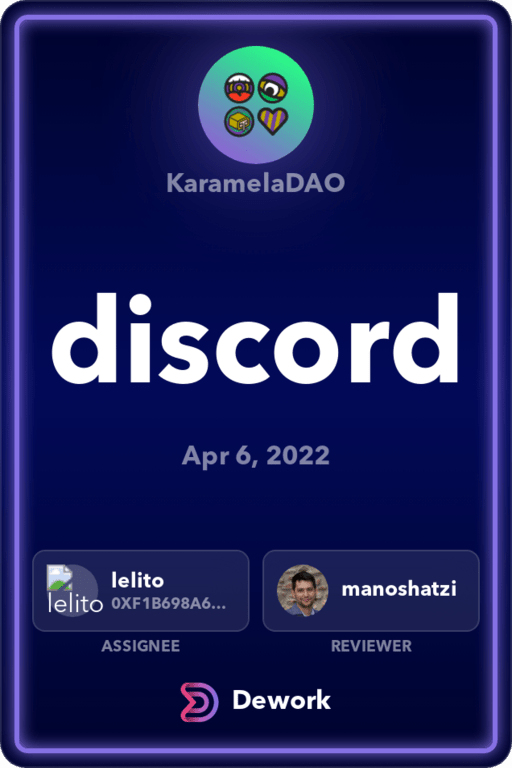 KaramelaDAO
discord
Apr 6, 2022
lelito
lelito
0XF1B698A6...
ASSIGNEE
manoshatzi
REVIEWER
Dework